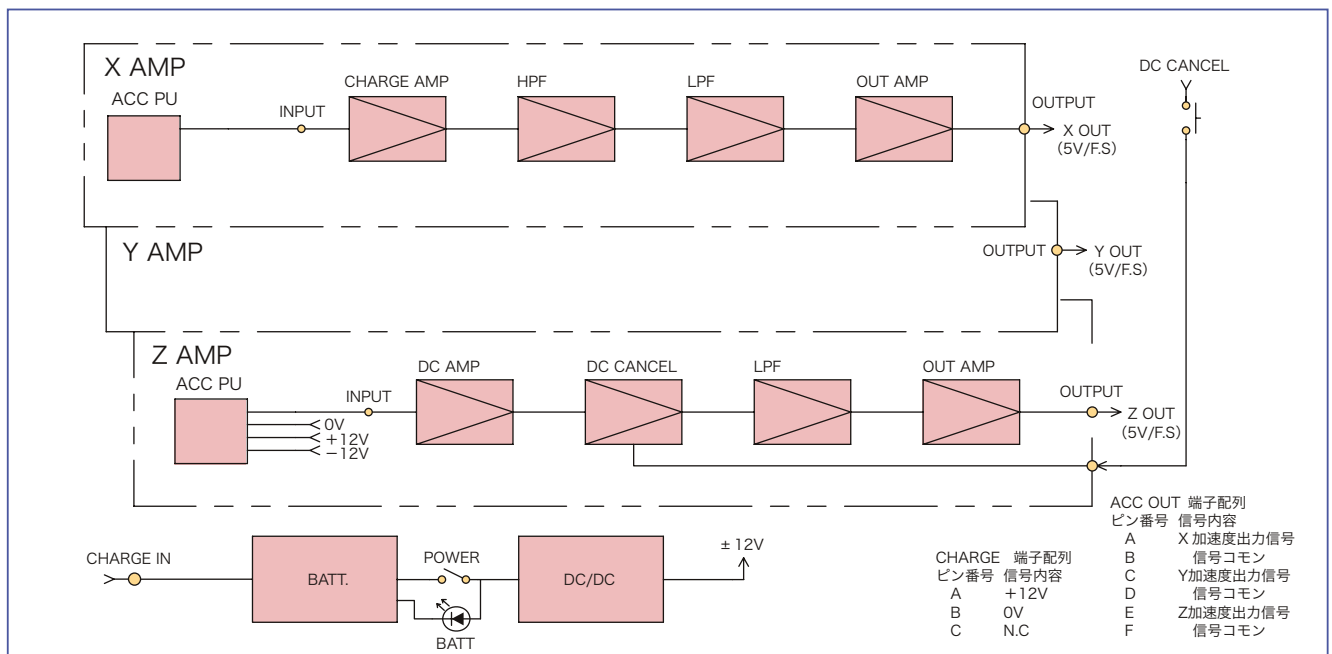 X AMP
ACC PU
INPUT
CHARGE AMP
HPF
LPF
OUT AMP
OUTPUT
X OUT
(5V/F.S)
DC CANCEL
Y AMP
OUTPUT
Y OUT
(5V/F.S)
Z AMP
ACC PU
0V
+12V
−12V
INPUT
DC AMP
DC CANCEL
LPF
OUT AMP
OUTPUT
Z OUT
(5V/F.S)
CHARGE IN
BATT.
POWER
BATT
DC/DC
± 12V
CHARGE 端子配列
ピン番号 信号内容
A +12V
B 0V
C N.C
ACC OUT 端子配列
ピン番号 信号内容
A X加速度出力信号
B 信号コモン
C Y加速度出力信号
D 信号コモン
E Z加速度出力信号
F 信号コモン